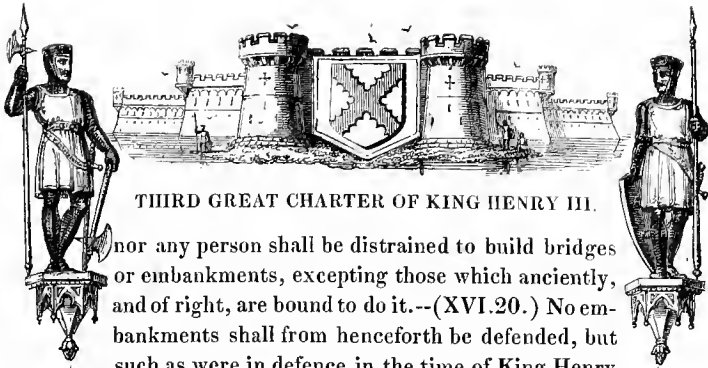 THIRD GREAT CHARTER OF KING HENRY III.
nor any person shall be distrained to build bridges
or embankments, excepting those which anciently,
and of right, are bound to do it.--(XVI.20.) No em-
bankments shall from henceforth be defended, but
such as were in defence in the time of King Henry